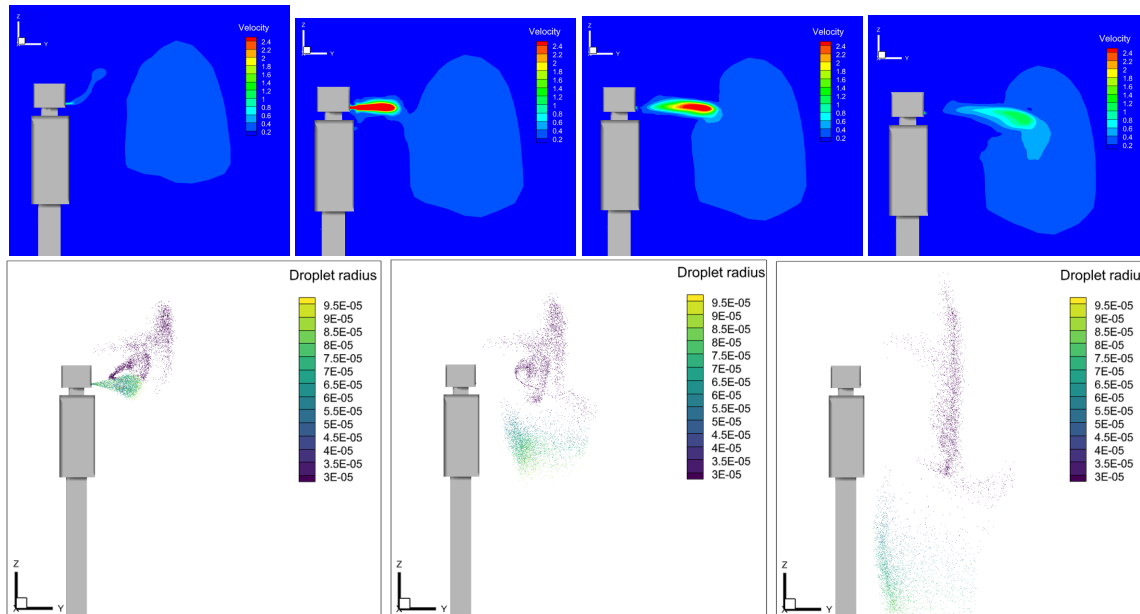 Z
X Y
Velocity
2.4
2.2
2
1.8
1.6
1.4
1.2
1
0.8
0.6
0.4
0.2
Z
X Y
Velocity
2.4
2.2
2
1.8
1.6
1.4
1.2
1
0.8
0.6
0.4
0.2
Z
X Y
Velocity
2.4
2.2
2
1.8
1.6
1.4
1.2
1
0.8
0.6
0.4
0.2
Z
X Y
Velocity
2.4
2.2
2
1.8
1.6
1.4
1.2
1
0.8
0.6
0.4
0.2
Droplet radius
9.5E-05
9E-05
8.5E-05
8E-05
7.5E-05
7E-05
6.5E-05
6E-05
5.5E-05
5E-05
4.5E-05
4E-05
3.5E-05
3E-05
Z
X Y
Droplet radius
9.5E-05
9E-05
8.5E-05
8E-05
7.5E-05
7E-05
6.5E-05
6E-05
5.5E-05
5E-05
4.5E-05
4E-05
3.5E-05
3E-05
Z
X Y
Droplet radius
9.5E-05
9E-05
8.5E-05
8E-05
7.5E-05
7E-05
6.5E-05
6E-05
5.5E-05
5E-05
4.5E-05
4E-05
3.5E-05
3E-05
Z
X Y